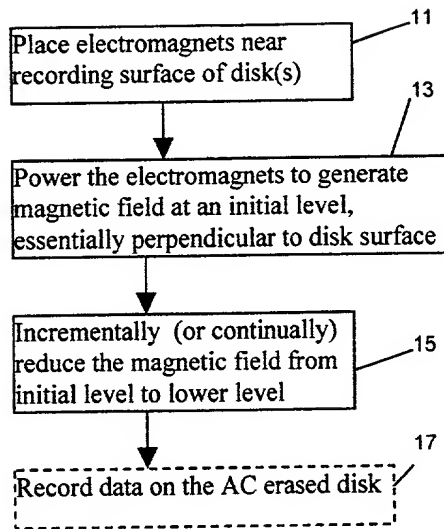 11
Place electromagnets near
recording surface of disk(s)
13
Power the electromagnets to generate
magnetic field at an initial level,
essentially perpendicular to disk surface
Incrementally (or continually)
reduce the magnetic field from
initial level to lower level
15
17
Record data on the AC erased disk